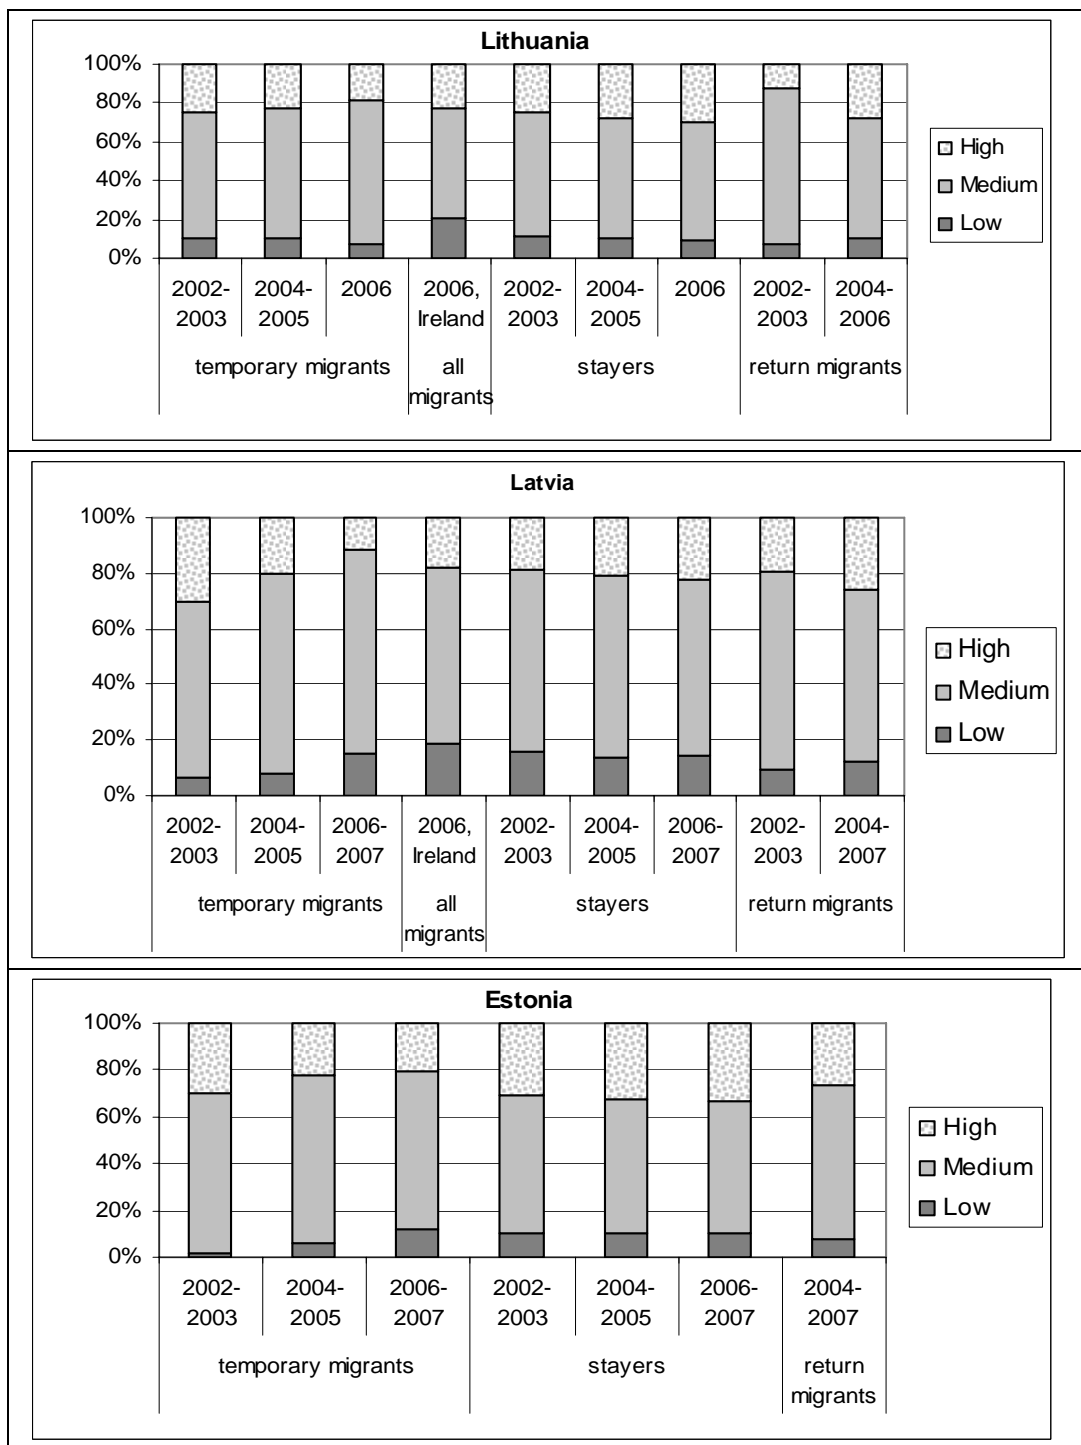 Lithuania
100%
80%
60%
40%
20%
0%
High
Medium
Low
2002- 2004- 2006 2006, 2002- 2004- 2006 2002- 2004-
2003 2005 Ireland 2003 2005 2003 2006
temporary migrants all stayers return migrants
migrants
Latvia
100%
80%
60%
40%
20%
0%
High
Medium
Low
2002- 2004- 2006- 2006, 2002- 2004- 2006- 2002- 2004-
2003 2005 2007 Ireland 2003 2005 2007 2003 2007
temporary migrants all stayers return migrants
migrants
Estonia
100%
80%
60%
40%
20%
0%
High
Medium
Low
2002- 2004- 2006- 2002- 2004- 2006- 2004-
2003 2005 2007 2003 2005 2007 2007
temporary migrants stayers return
migrants